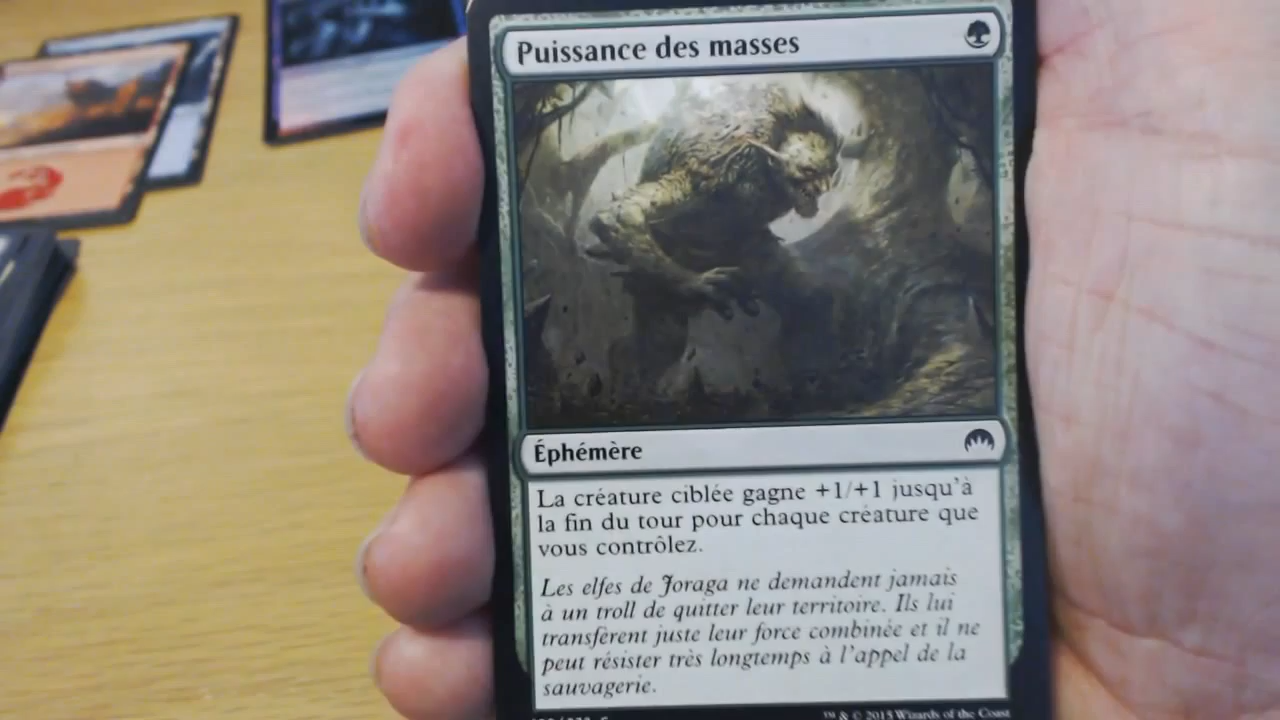 Puissance des masses
Éphémère
La créature ciblée gagne +1/+1 jusqu'à
la fin du tour pour chaque créature que
vous contrôlez.
Les elfes de Joraga ne demandent jamais
à un troll de quitter leur territoire. Ils lui
transfèrent juste leur force combinée et il ne
peut résister très longtemps à l'appel de la
sauvagerie.
™ & © 2015 Wizards of the Coast